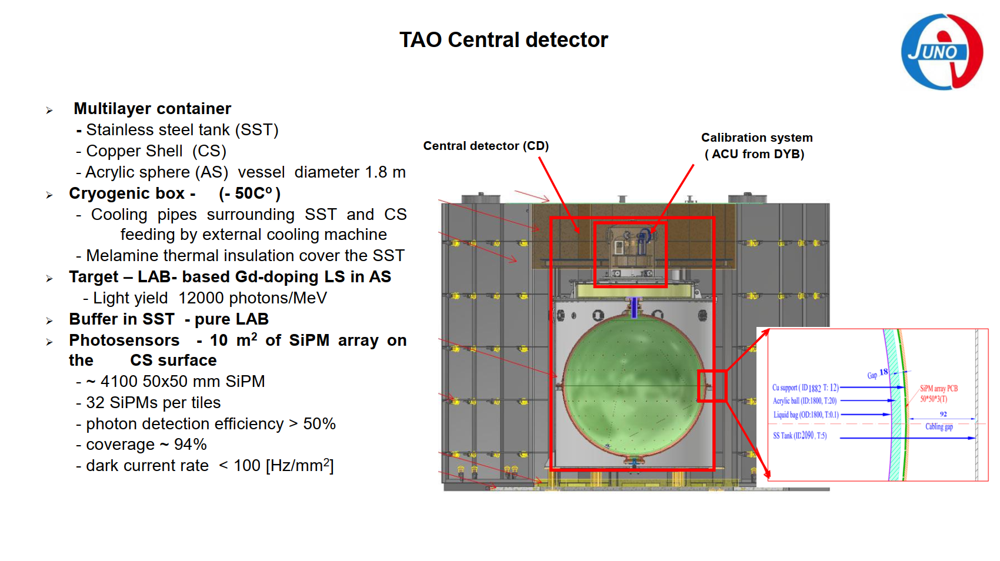 TAO Central detector
JUNO
➢ Multilayer container
- Stainless steel tank (SST)
- Copper Shell (CS)
- Acrylic sphere (AS) vessel diameter 1.8 m
➢ Cryogenic box - (- 50Cº )
- Cooling pipes surrounding SST and CS
feeding by external cooling machine
- Melamine thermal insulation cover the SST
➢ Target – LAB- based Gd-doping LS in AS
- Light yield 12000 photons/MeV
➢ Buffer in SST - pure LAB
➢ Photosensors - 10 m² of SiPM array on
the CS surface
- ~ 4100 50x50 mm SiPM
- 32 SiPMs per tiles
- photon detection efficiency > 50%
- coverage ~ 94%
- dark current rate < 100 [Hz/mm²]
Central detector (CD)
Calibration system
( ACU from DYB)
Gap 18
Cu support ( ID 1882 T: 12)
Acrylic ball (ID:1800, T:20)
Liquid bag (OD:1800, T:0.1)
SS Tank (ID2090 , T:5)
SiPM array PCB
50*50*3(T)
92
Cabling gap